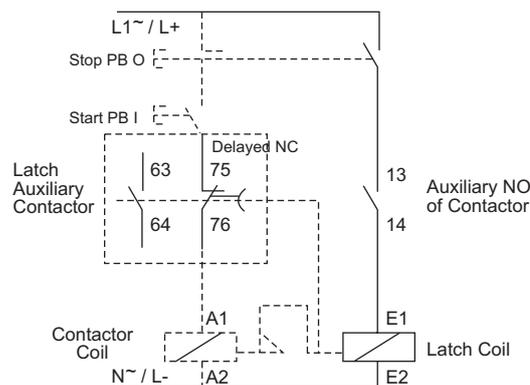 L1~ / L+
Stop PB O
Start PB I
Delayed NC
Latch
Auxiliary
Contactor
63
75
64
76
13
14
Auxiliary NO
of Contactor
A1
E1
Contactor
Coil
Latch Coil
N~ / L-
A2
E2